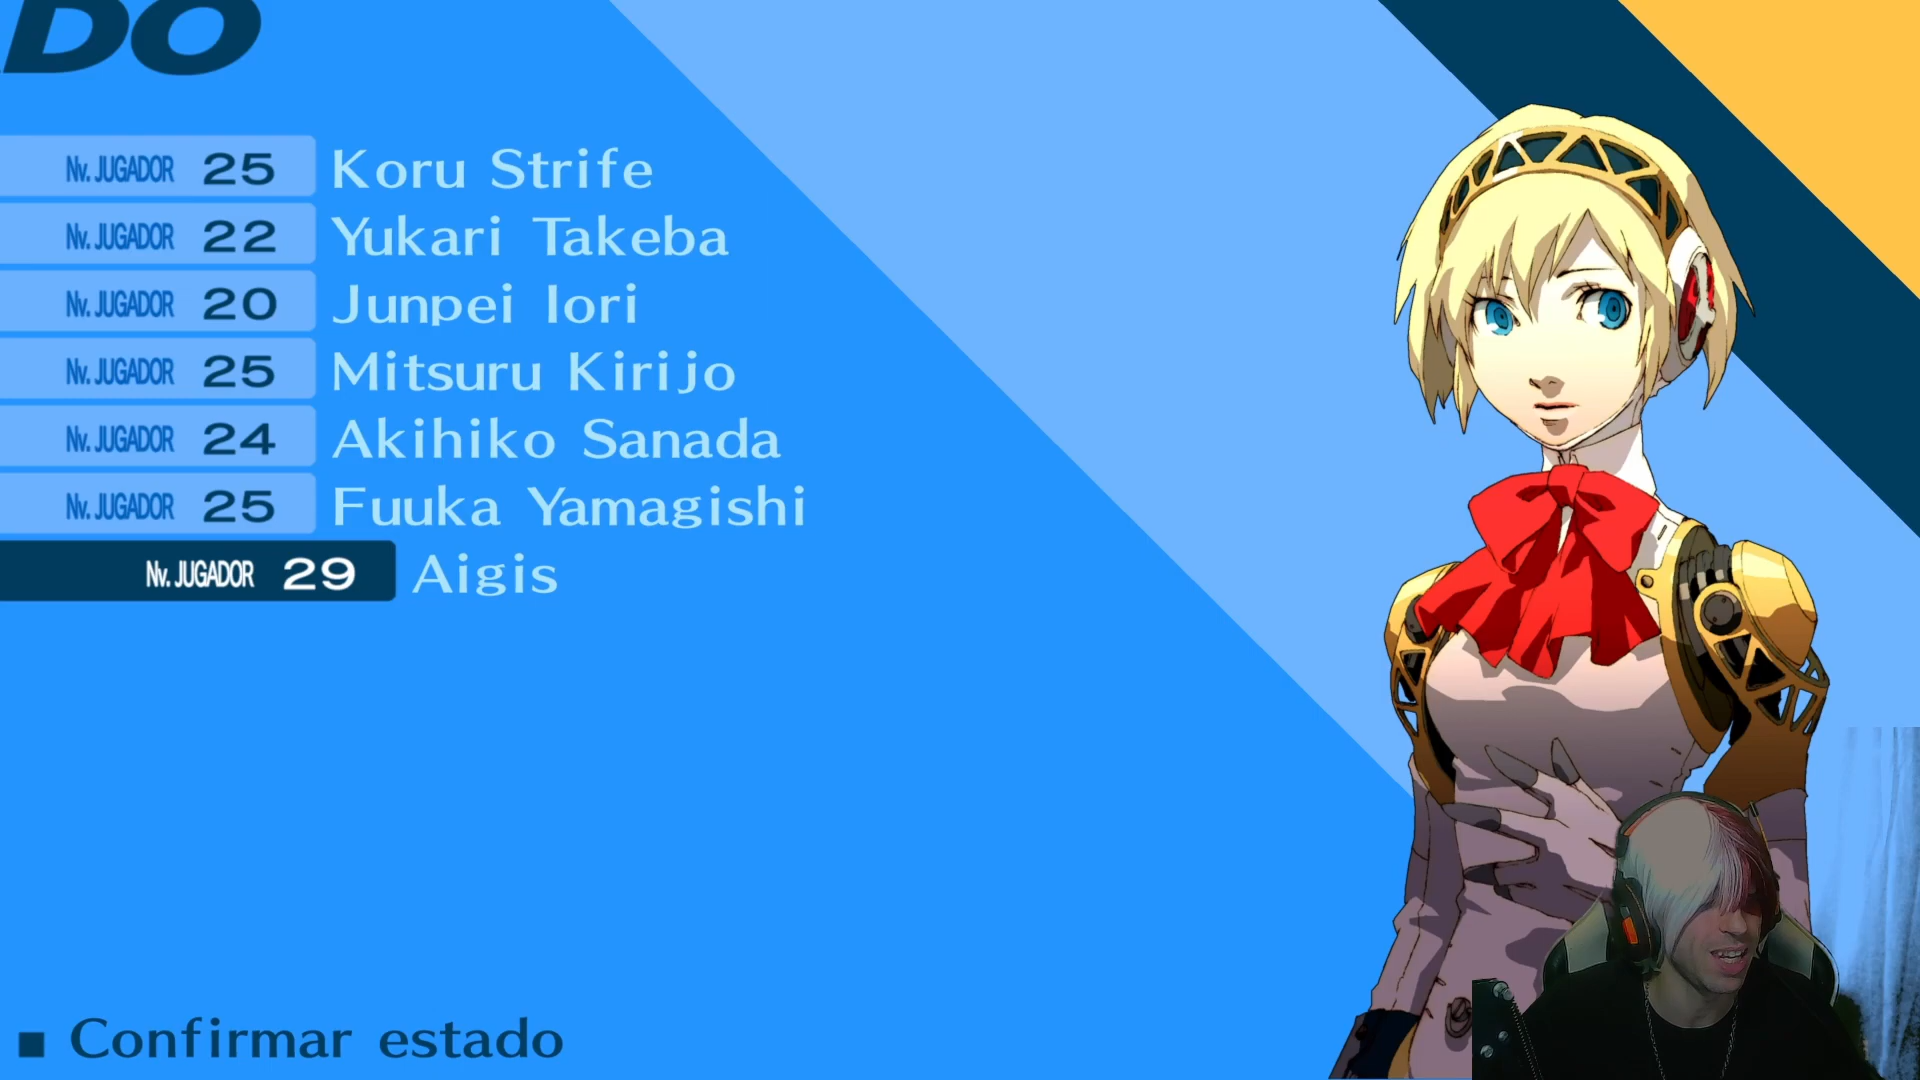 DO
Nv. JUGADOR 25 Koru Strife
Nv. JUGADOR 22 Yukari Takeba
Nv. JUGADOR 20 Junpei Iori
Nv. JUGADOR 25 Mitsuru Kirijo
Nv. JUGADOR 24 Akihiko Sanada
Nv. JUGADOR 25 Fuuka Yamagishi
Nv. JUGADOR 29 Aigis
Confirmar estado